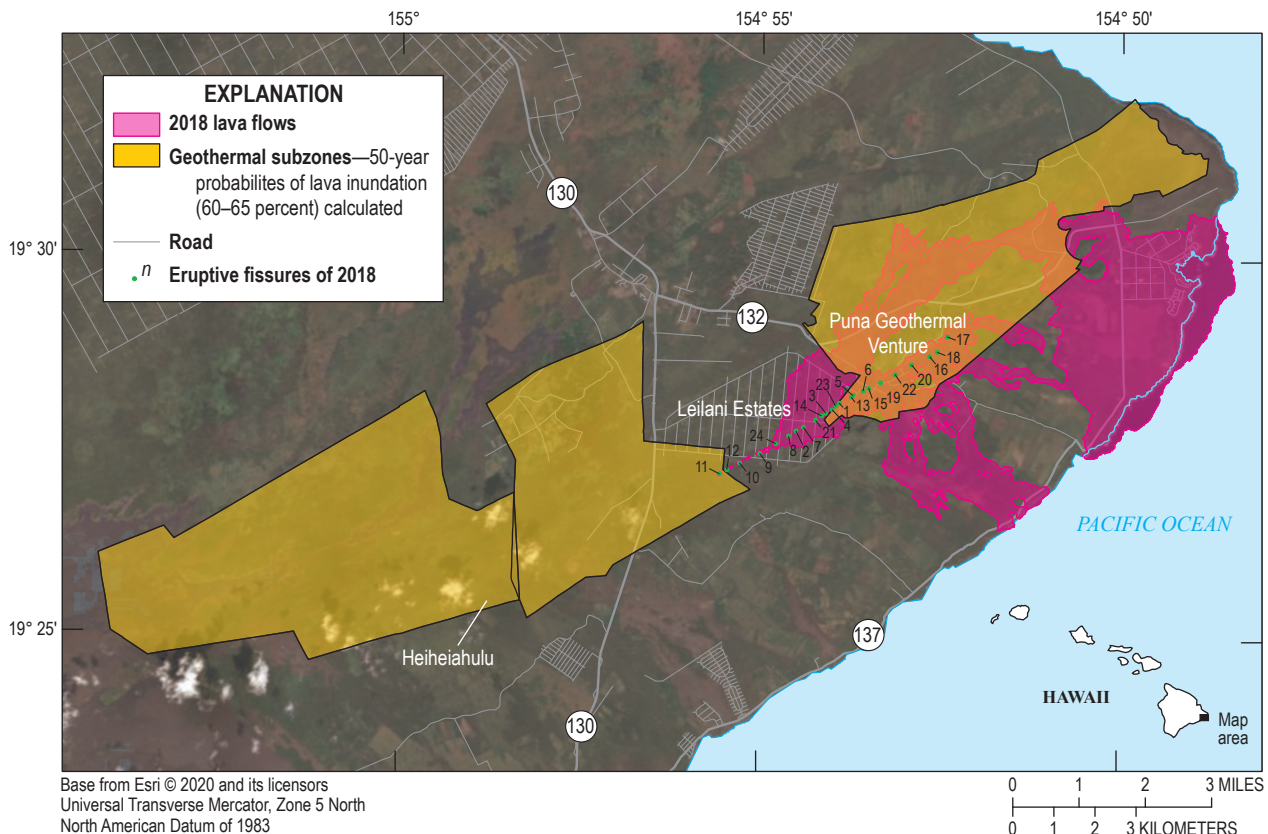 155°
154° 55'
154° 50'
EXPLANATION
2018 lava flows
Geothermal subzones—50-year
probabilites of lava inundation
(60–65 percent) calculated
Road
n
Eruptive fissures of 2018
130
19° 30'
132
Puna Geothermal
Venture
17
18
16
20
22
19
15
13
6
5
23
3
14
1
4
21
7
2
8
24
9
10
12
11
Leilani Estates
PACIFIC OCEAN
19° 25'
Heiheiahulu
137
130
HAWAII
Map
area
Base from Esri © 2020 and its licensors
Universal Transverse Mercator, Zone 5 North
North American Datum of 1983
0 1 2 3 MILES
0 1 2 3 KILOMETERS